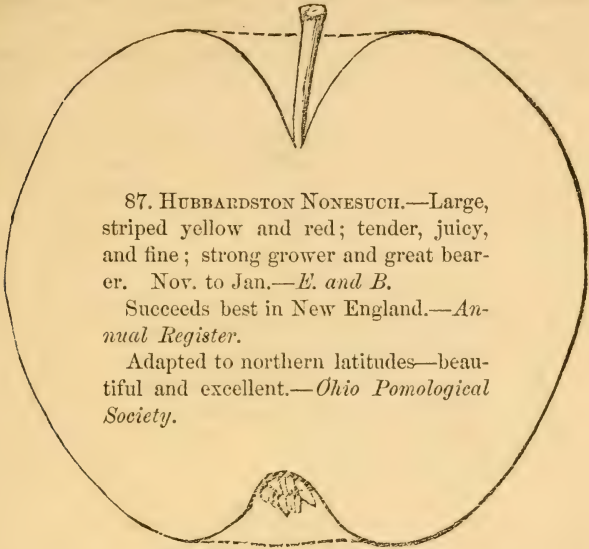 87. HUBBARDSTON NONESUCH.—Large,
striped yellow and red; tender, juicy,
and fine; strong grower and great bear-
er. Nov. to Jan.—E. and B.
Succeeds best in New England.—An-
nual Register.
Adapted to northern latitudes—beau-
tiful and excellent.—Ohio Pomological
Society.